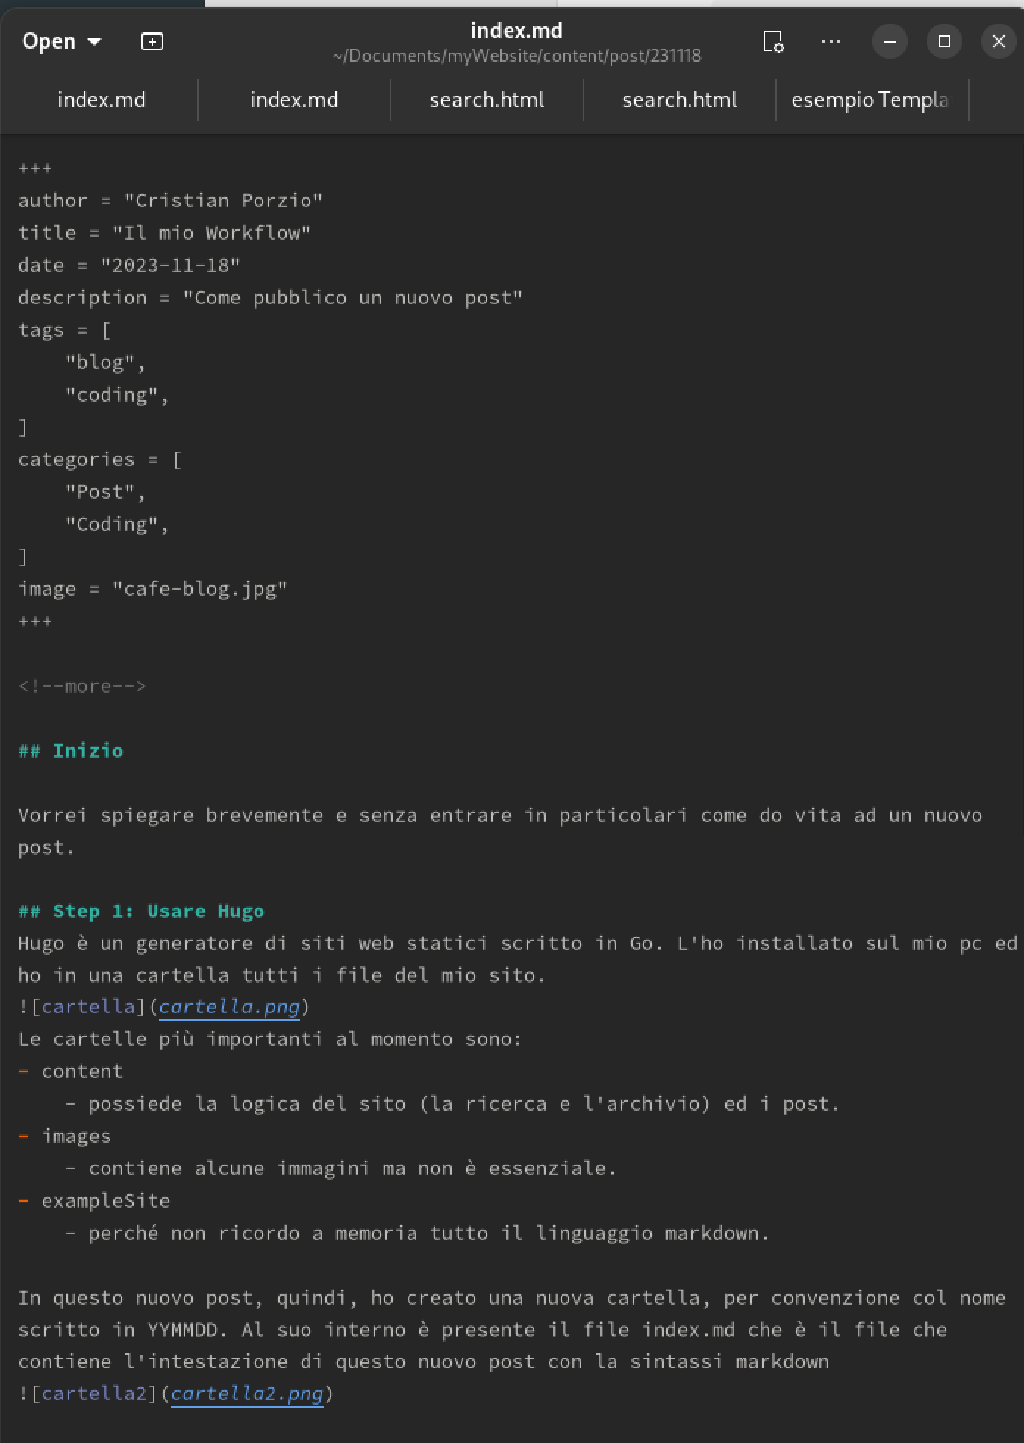 Open
index.md
~/Documents/myWebsite/content/post/231118
index.md index.md search.html search.html esempio Templa
+++
author = "Cristian Porzio"
title = "Il mio Workflow"
date = "2023-11-18"
description = "Come pubblico un nuovo post"
tags = [
    "blog",
    "coding",
]
categories = [
    "Post",
    "Coding",
]
image = "cafe-blog.jpg"
+++
<!--more-->
## Inizio
Vorrei spiegare brevemente e senza entrare in particolari come do vita ad un nuovo
post.
## Step 1: Usare Hugo
Hugo è un generatore di siti web statici scritto in Go. L'ho installato sul mio pc ed
ho in una cartella tutti i file del mio sito.
![cartella](cartella.png)
Le cartelle più importanti al momento sono:
- content
    - possiede la logica del sito (la ricerca e l'archivio) ed i post.
- images
    - contiene alcune immagini ma non è essenziale.
- exampleSite
    - perché non ricordo a memoria tutto il linguaggio markdown.
In questo nuovo post, quindi, ho creato una nuova cartella, per convenzione col nome
scritto in YYMMDD. Al suo interno è presente il file index.md che è il file che
contiene l'intestazione di questo nuovo post con la sintassi markdown
![cartella2](cartella2.png)